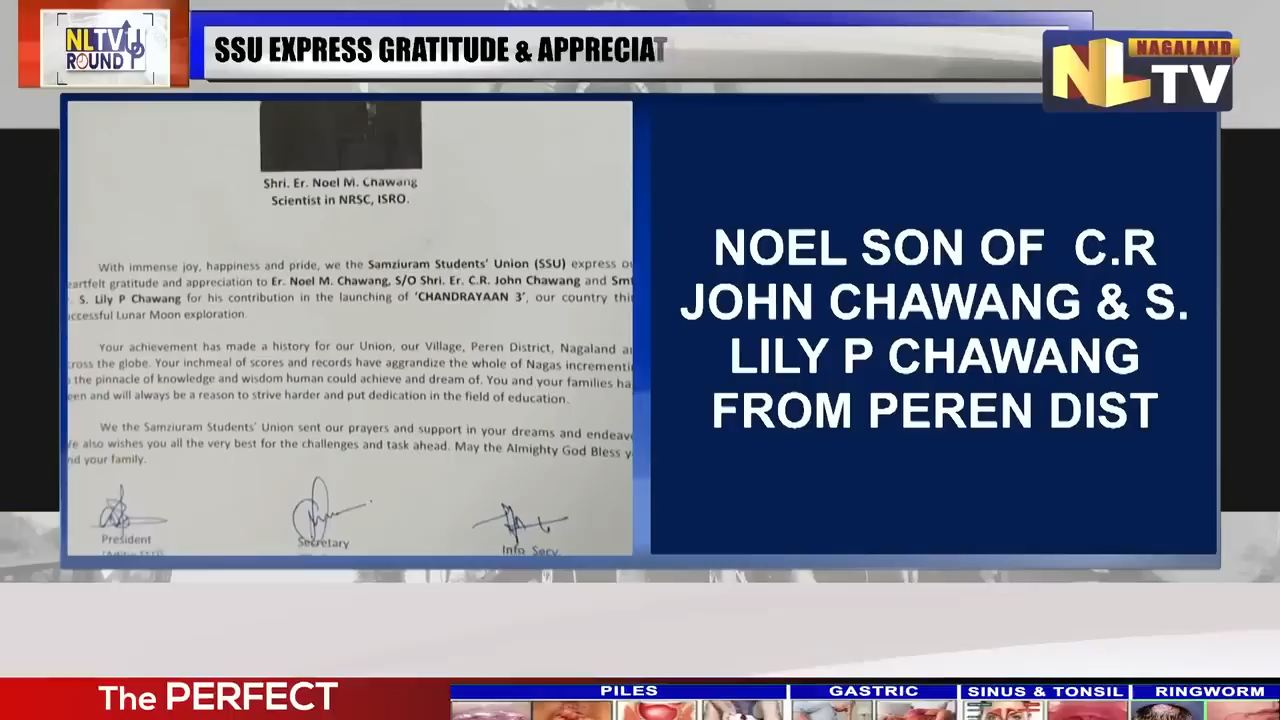 NLTV
ROUND UP
SSU EXPRESS GRATITUDE & APPRECIAT
NAGALAND
NLTV
Shri. Er. Noel M. Chawang
Scientist in NRSC, ISRO.
With immense joy, happiness and pride, we the Samziuram Students' Union (SSU) express
eartfelt gratitude and appreciation to Er. Noel M. Chawang, S/O Shri. Er. C.R. John Chawang and Smt
S. Lily P Chawang for his contribution in the launching of 'CHANDRAYAAN 3', our country thi
ccessful Lunar Moon exploration.
Your achievement has made a history for our Union, our Village, Peren District, Nagaland a
cross the globe. Your inchmeal of scores and records have aggrandize the whole of Nagas incrementi
the pinnacle of knowledge and wisdom human could achieve and dream of. You and your families ha
een and will always be a reason to strive harder and put dedication in the field of education.
We the Samziuram Students' Union sent our prayers and support in your dreams and endeav
e also wishes you all the very best for the challenges and task ahead. May the Almighty God Bless y
nd your family.
President Secretary Info Secy.
NOEL SON OF C.R
JOHN CHAWANG & S.
LILY P CHAWANG
FROM PEREN DIST
The PERFECT
PILES GASTRIC SINUS & TONSIL RINGWORM